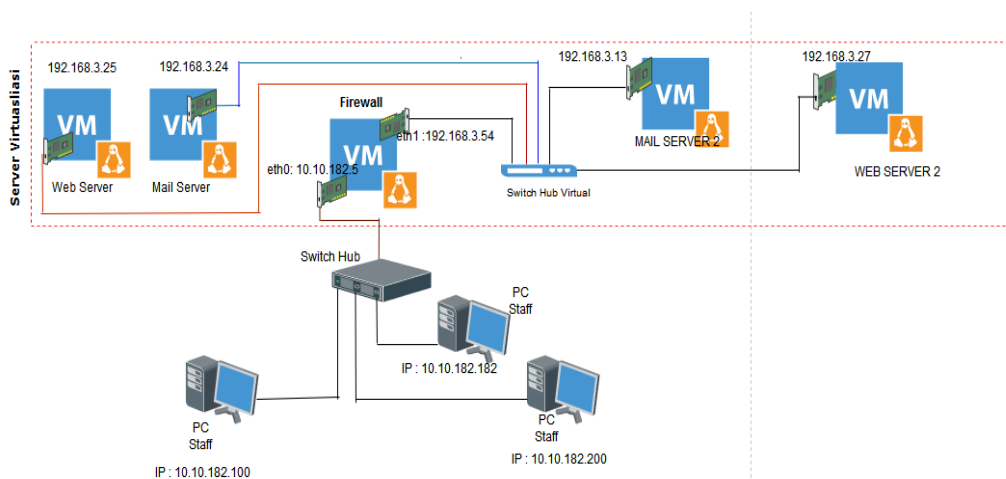 Server Virtuasliasi
192.168.3.25
192.168.3.24
192.168.3.13
192.168.3.27
VM
Web Server
VM
Mail Server
Firewall
VM
eth1 :192.168.3.54
eth0: 10.10.182.5
Switch Hub Virtual
VM
MAIL SERVER 2
VM
WEB SERVER 2
Switch Hub
PC
Staff
IP : 10.10.182.182
PC
Staff
IP : 10.10.182.100
PC
Staff
IP : 10.10.182.200